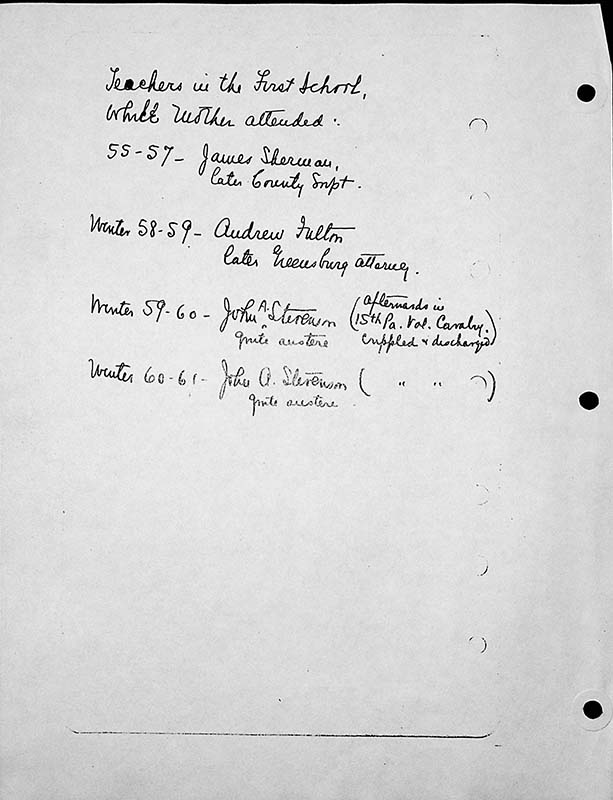 Teachers in the First School,
While Mother attended:
55-57- James Sherman,
later County Supt.
Winter 58-59- Andrew Fulton
later Greensburg attorney.
Winter 59-60- John A. Stevenson (afterwards in
15th Pa. Vol. Cavalry.
quite austere crippled & discharged)
Winter 60-61- John A. Stevenson ( " " )
quite austere.